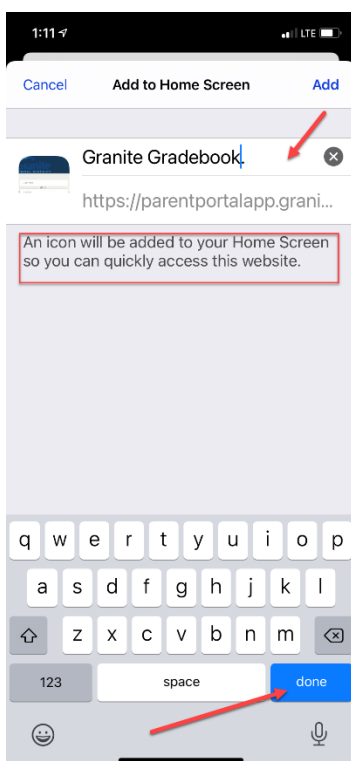 1:11 LTE
Cancel Add to Home Screen Add
Granite Gradebook.
https://parentportalapp.grani...
An icon will be added to your Home Screen
so you can quickly access this website.
q w e r t y u i o p
a s d f g h j k l
z x c v b n m
123 space done